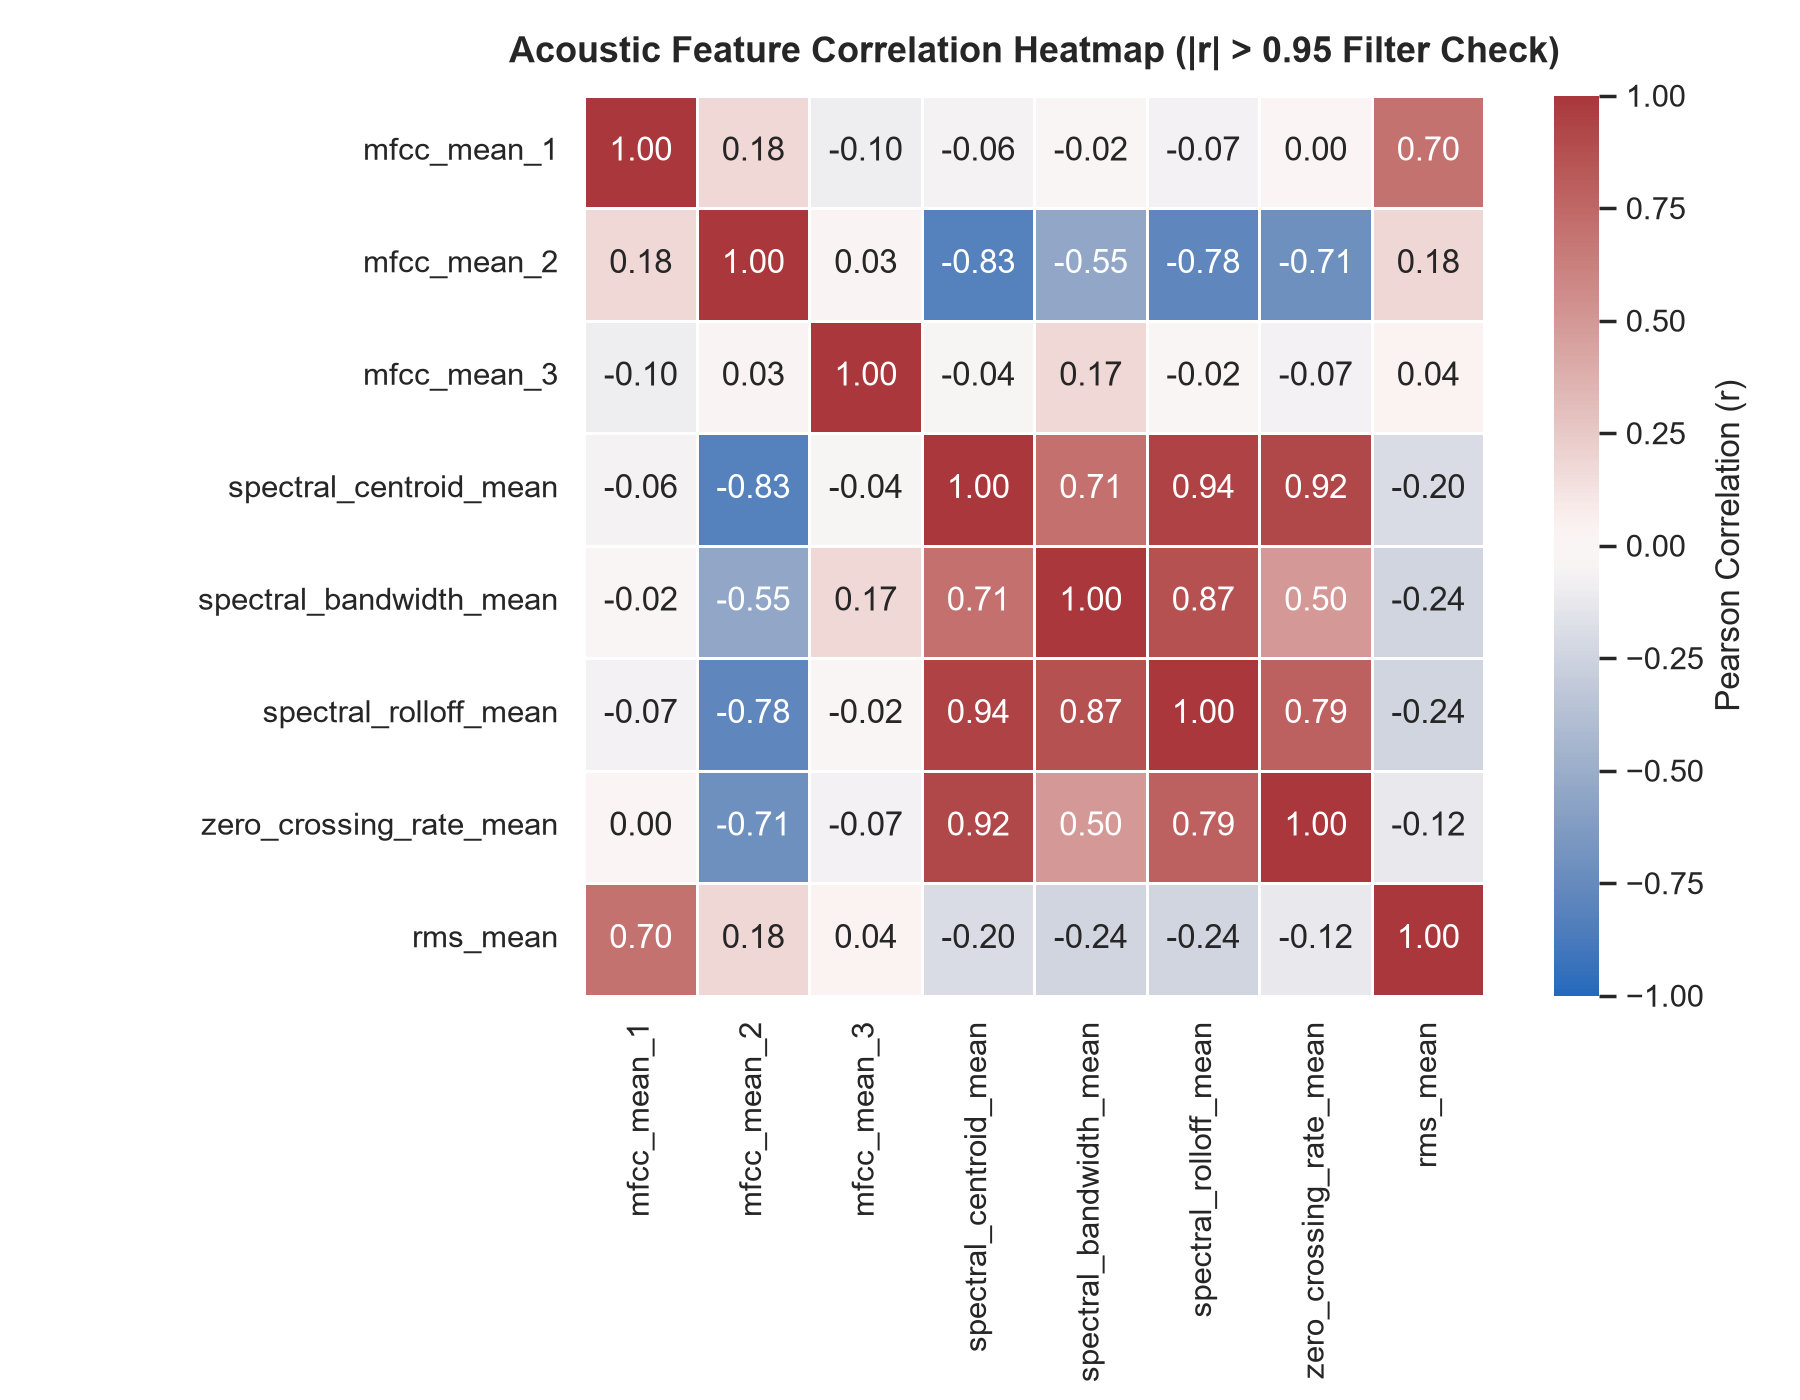 Acoustic Feature Correlation Heatmap (|r| > 0.95 Filter Check)
mfcc_mean_1 1.00 0.18 -0.10 -0.06 -0.02 -0.07 0.00 0.70
mfcc_mean_2 0.18 1.00 0.03 -0.83 -0.55 -0.78 -0.71 0.18
mfcc_mean_3 -0.10 0.03 1.00 -0.04 0.17 -0.02 -0.07 0.04
spectral_centroid_mean -0.06 -0.83 -0.04 1.00 0.71 0.94 0.92 -0.20
spectral_bandwidth_mean -0.02 -0.55 0.17 0.71 1.00 0.87 0.50 -0.24
spectral_rolloff_mean -0.07 -0.78 -0.02 0.94 0.87 1.00 0.79 -0.24
zero_crossing_rate_mean 0.00 -0.71 -0.07 0.92 0.50 0.79 1.00 -0.12
rms_mean 0.70 0.18 0.04 -0.20 -0.24 -0.24 -0.12 1.00
mfcc_mean_1
mfcc_mean_2
mfcc_mean_3
spectral_centroid_mean
spectral_bandwidth_mean
spectral_rolloff_mean
zero_crossing_rate_mean
rms_mean
1.00
0.75
0.50
0.25
0.00
−0.25
−0.50
−0.75
−1.00
Pearson Correlation (r)